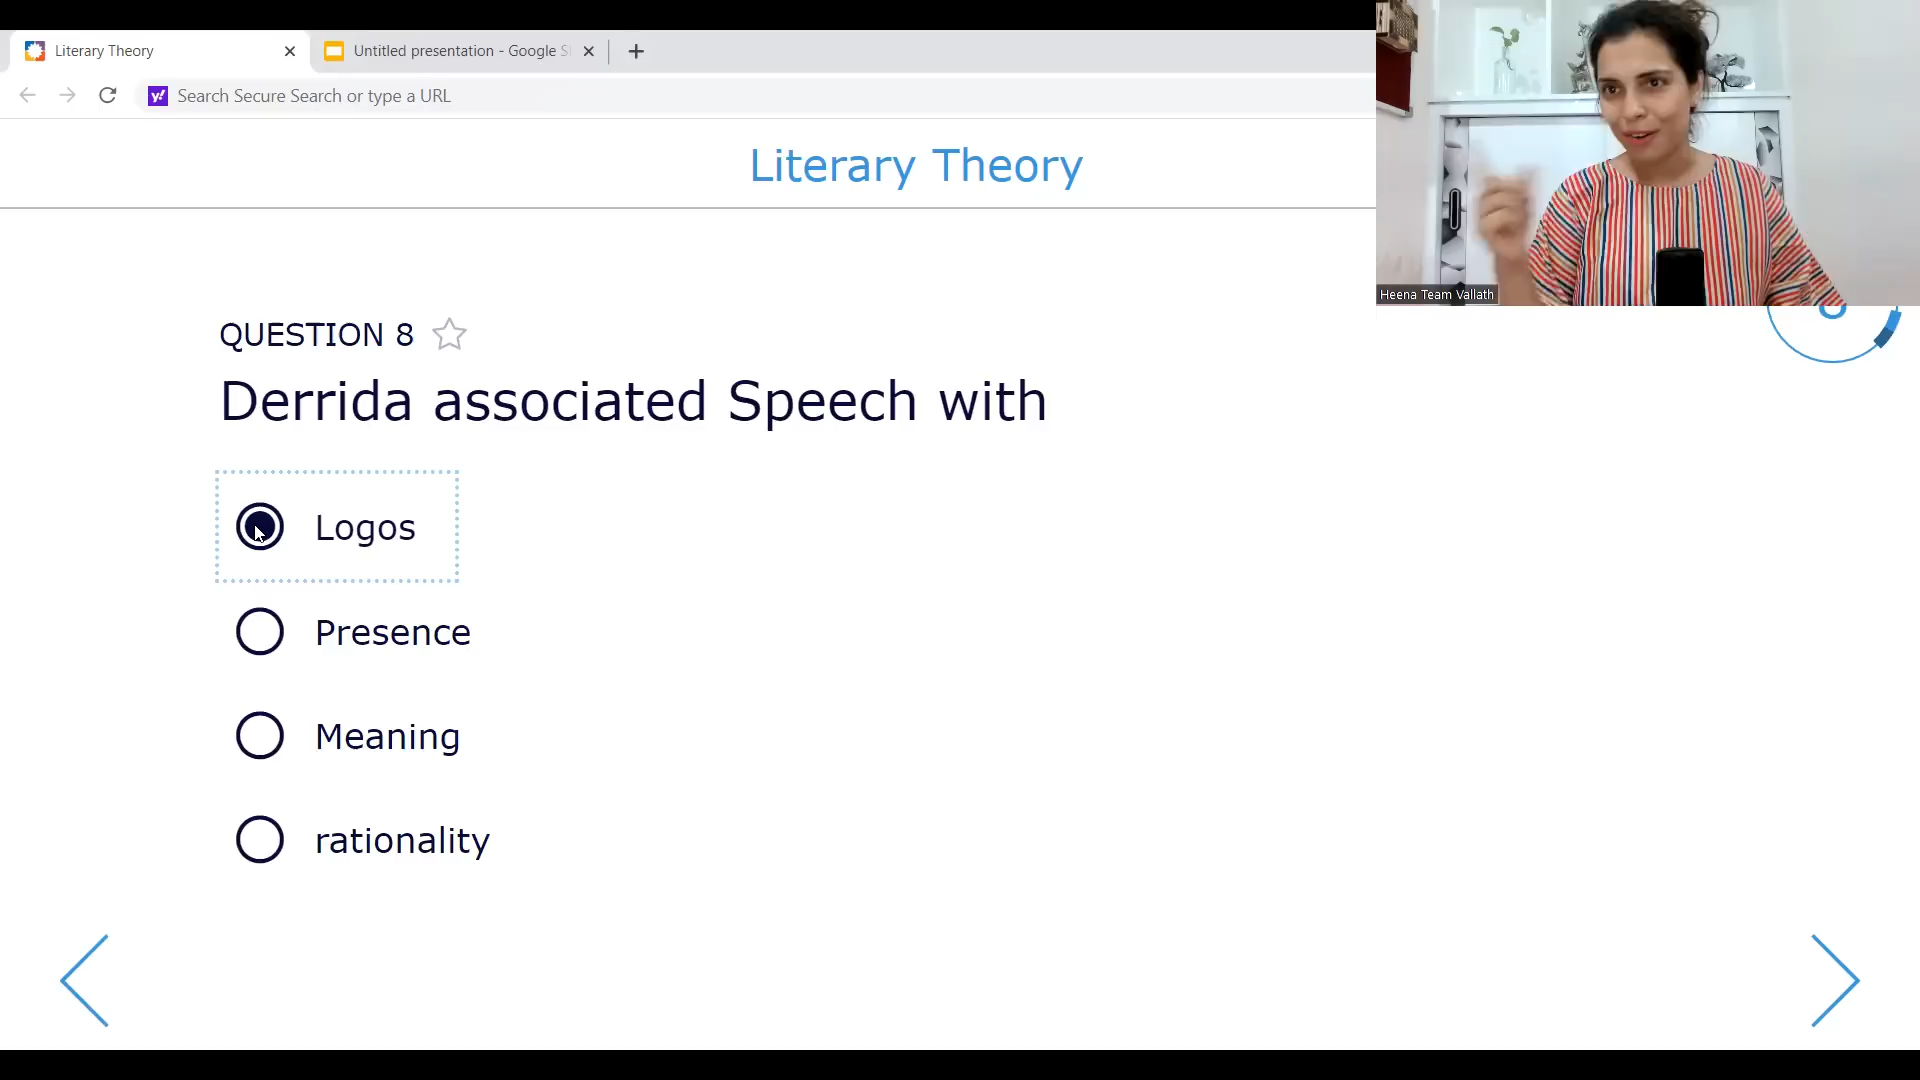 Literary Theory
Untitled presentation - Google S
Search Secure Search or type a URL
Literary Theory
Heena Team Vallath
QUESTION 8
Derrida associated Speech with
Logos
Presence
Meaning
rationality